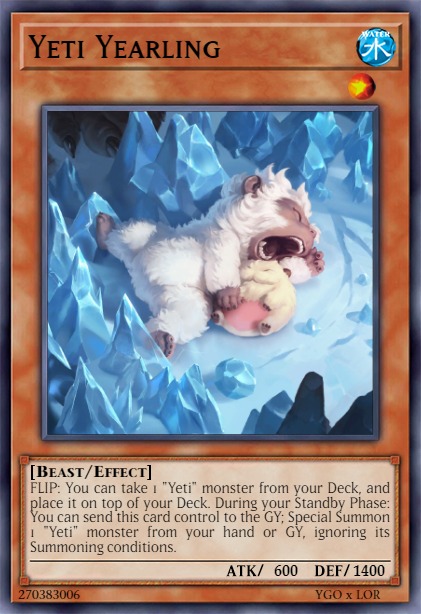 Yeti Yearling
WATER
水
[Beast/Effect]
FLIP: You can take 1 "Yeti" monster from your Deck, and
place it on top of your Deck. During your Standby Phase:
You can send this card control to the GY; Special Summon
1 "Yeti" monster from your hand or GY, ignoring its
Summoning conditions.
ATK/ 600 DEF/1400
270383006 YGO x LOR